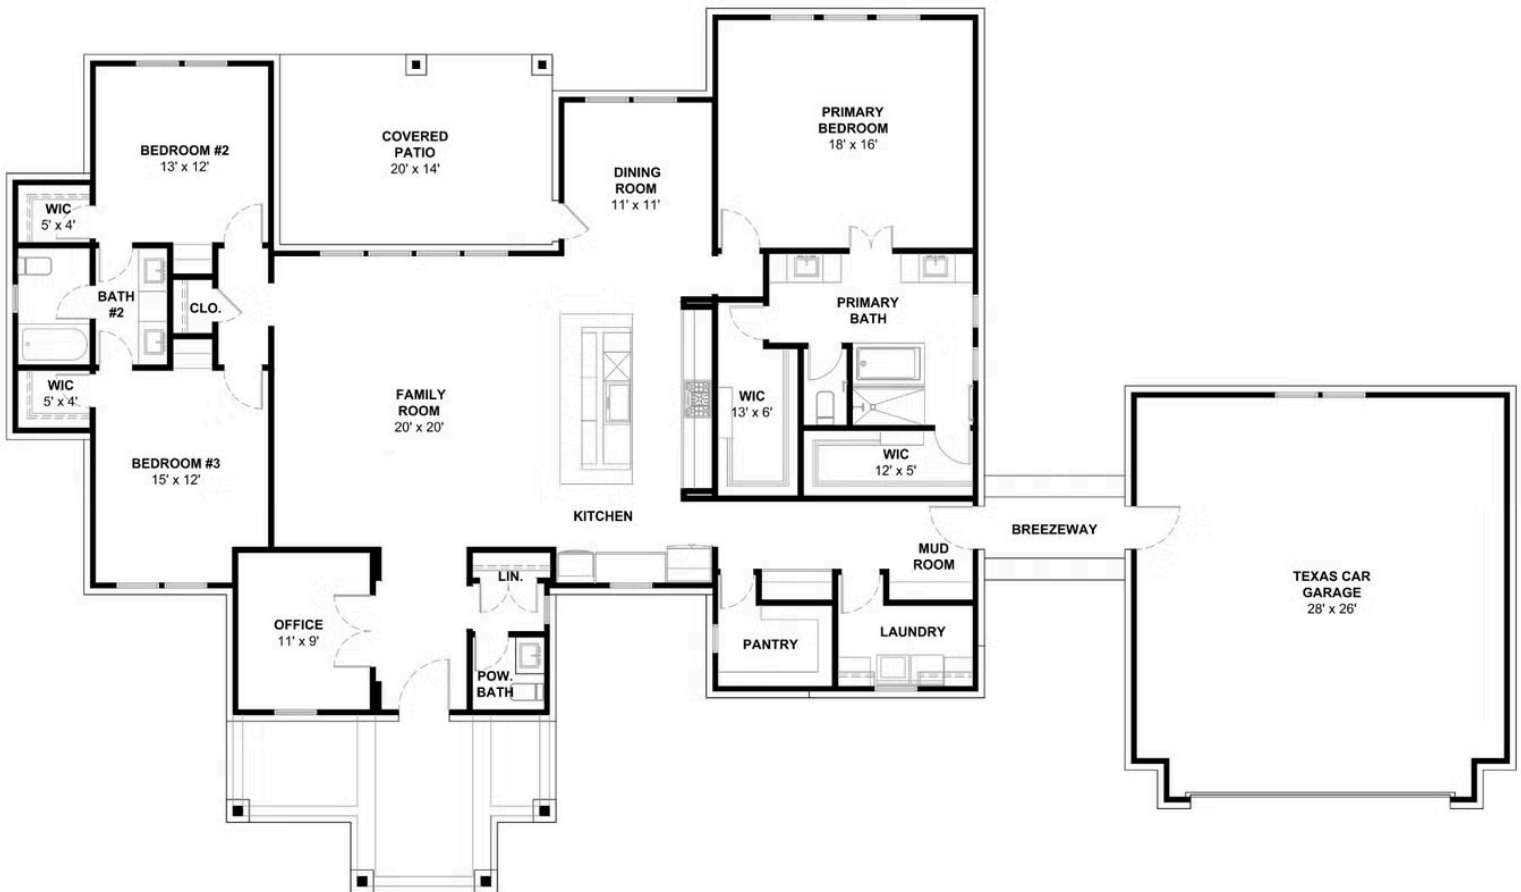 PRIMARY
BEDROOM
18' x 16'
COVERED
PATIO
20' x 14'
BEDROOM #2
13' x 12'
DINING
ROOM
11' x 11'
WIC
5' x 4'
BATH
#2
CLO.
PRIMARY
BATH
WIC
5' x 4'
FAMILY
ROOM
20' x 20'
WIC
13' x 6'
WIC
12' x 5'
BEDROOM #3
15' x 12'
KITCHEN
BREEZEWAY
MUD
ROOM
LIN.
TEXAS CAR
GARAGE
28' x 26'
OFFICE
11' x 9'
LAUNDRY
PANTRY
POW.
BATH